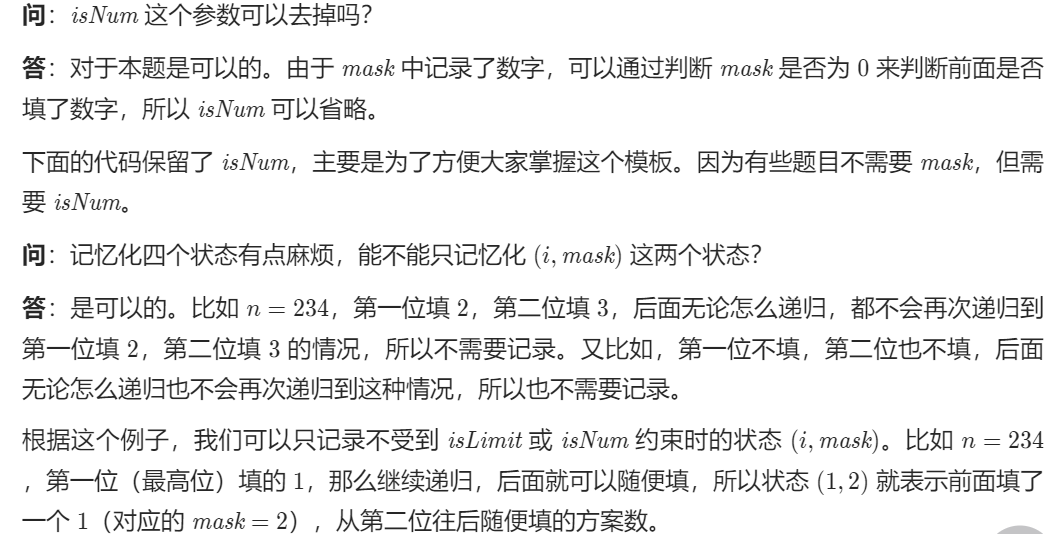 问：isNum 这个参数可以去掉吗？
答：对于本题是可以的。由于 mask 中记录了数字，可以通过判断 mask 是否为 0 来判断前面是否
填了数字，所以 isNum 可以省略。
下面的代码保留了 isNum，主要是为了方便大家掌握这个模板。因为有些题目不需要 mask，但需
要 isNum。
问：记忆化四个状态有点麻烦，能不能只记忆化 (i, mask) 这两个状态？
答：是可以的。比如 n = 234，第一位填 2，第二位填 3，后面无论怎么递归，都不会再次递归到
第一位填 2，第二位填 3 的情况，所以不需要记录。又比如，第一位不填，第二位也不填，后面
无论怎么递归也不会再次递归到这种情况，所以也不需要记录。
根据这个例子，我们可以只记录不受到 isLimit 或 isNum 约束时的状态 (i, mask)。比如 n = 234
，第一位（最高位）填的 1，那么继续递归，后面就可以随便填，所以状态 (1, 2) 就表示前面填了
一个 1（对应的 mask = 2），从第二位往后随便填的方案数。